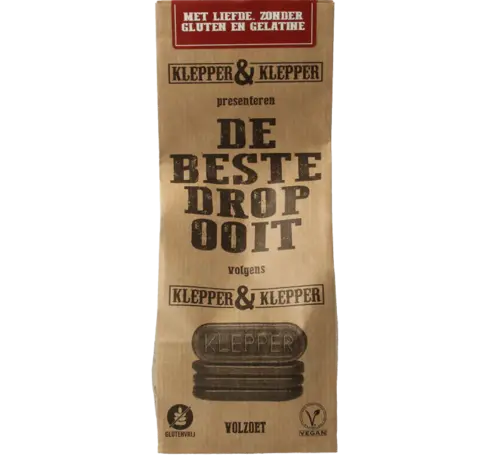 MET LIEFDE, ZONDER
GLUTEN EN GELATINE
KLEPPER & KLEPPER
presenteren
DE
BESTE
DROP
OOIT
volgens
KLEPPER & KLEPPER
KLEPPER
GLUTENVRIJ
WOLZOET
V
VEGAN